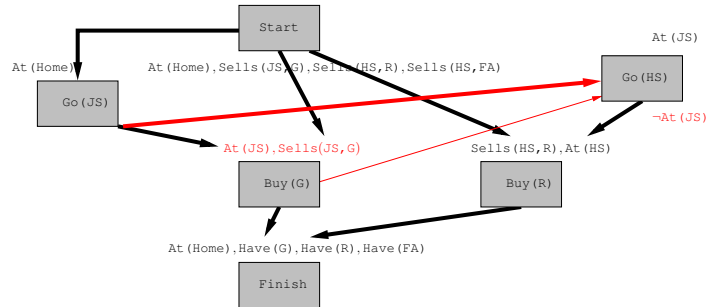 Start
At(JS)
At(Home)
At(Home),Sells(JS,G),Sells(HS,R),Sells(HS,FA)
Go(HS)
Go(JS)
¬At(JS)
At(JS),Sells(JS,G)
Sells(HS,R),At(HS)
Buy(G)
Buy(R)
At(Home),Have(G),Have(R),Have(FA)
Finish